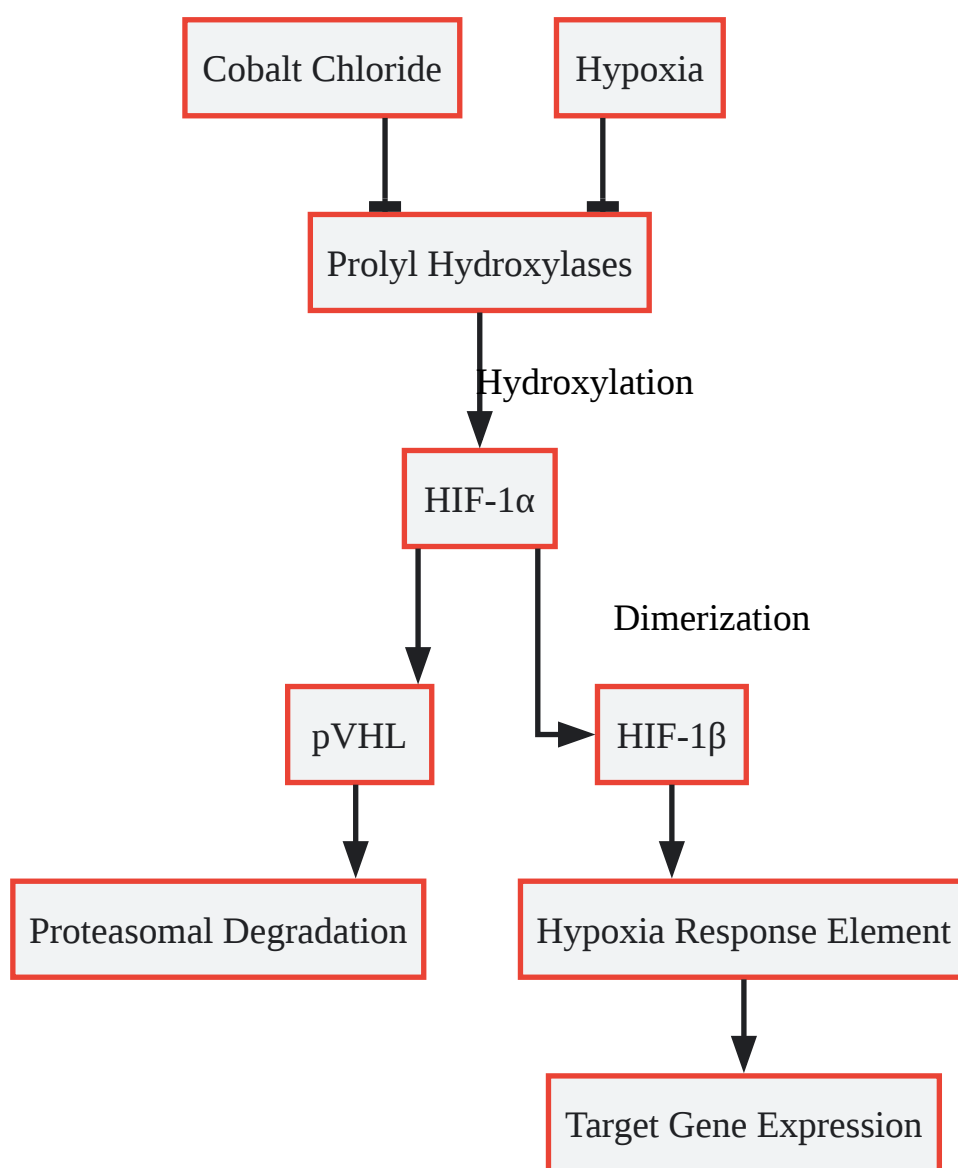 Cobalt Chloride
Hypoxia
Prolyl Hydroxylases
Hydroxylation
HIF-1α
Dimerization
pVHL
HIF-1β
Proteasomal Degradation
Hypoxia Response Element
Target Gene Expression